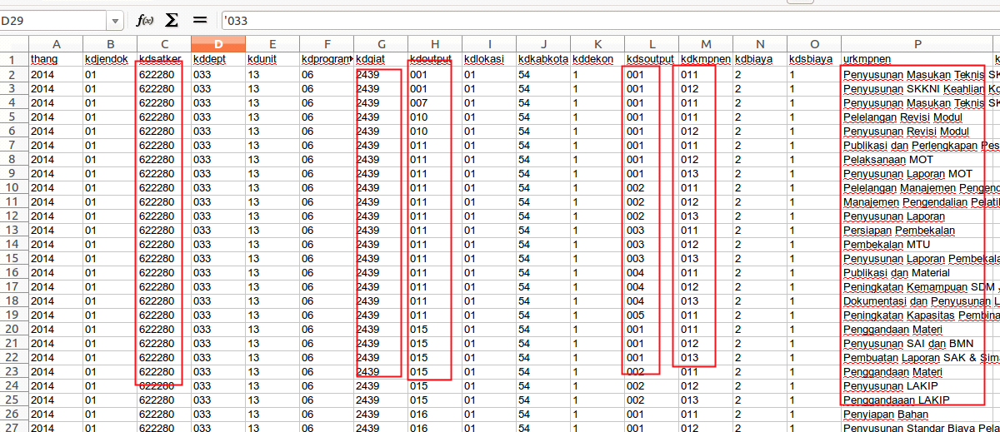 D29 f(x) Σ = '033
A B C D E F G H I J K L M N O P
1 thang kdjendok kdsatker kddept kdunit kdprogram kdgiat kdoutput kdlokasi kdkabkota kddekon kdsoutput kdkmpnen kdbiaya kdsbiaya urkmpnen k
2 2014 01 622280 033 13 06 2439 001 01 54 1 001 011 2 1 Penyusunan Masukan Teknis SK
3 2014 01 622280 033 13 06 2439 001 01 54 1 001 012 2 1 Penyusunan SKKNI Keahlian Ko
4 2014 01 622280 033 13 06 2439 007 01 54 1 001 011 2 1 Penyusunan Masukan Teknis SK
5 2014 01 622280 033 13 06 2439 010 01 54 1 001 011 2 1 Pelelangan Revisi Modul
6 2014 01 622280 033 13 06 2439 010 01 54 1 001 012 2 1 Penyusunan Revisi Modul
7 2014 01 622280 033 13 06 2439 011 01 54 1 001 011 2 1 Publikasi dan Perlengkapan Pes
8 2014 01 622280 033 13 06 2439 011 01 54 1 001 012 2 1 Pelaksanaan MOT
9 2014 01 622280 033 13 06 2439 011 01 54 1 001 013 2 1 Penyusunan Laporan MOT
10 2014 01 622280 033 13 06 2439 011 01 54 1 002 011 2 1 Pelelangan Manajemen Pengend
11 2014 01 622280 033 13 06 2439 011 01 54 1 002 012 2 1 Manajemen Pengendalian Pelati
12 2014 01 622280 033 13 06 2439 011 01 54 1 002 013 2 1 Penyusunan Laporan
13 2014 01 622280 033 13 06 2439 011 01 54 1 003 011 2 1 Persiapan Pembekalan
14 2014 01 622280 033 13 06 2439 011 01 54 1 003 012 2 1 Pembekalan MTU
15 2014 01 622280 033 13 06 2439 011 01 54 1 003 013 2 1 Penyusunan Laporan Pembekala
16 2014 01 622280 033 13 06 2439 011 01 54 1 004 011 2 1 Publikasi dan Material
17 2014 01 622280 033 13 06 2439 011 01 54 1 004 012 2 1 Peningkatan Kemampuan SDM
18 2014 01 622280 033 13 06 2439 011 01 54 1 004 013 2 1 Dokumentasi dan Penyusunan L
19 2014 01 622280 033 13 06 2439 011 01 54 1 005 011 2 1 Peningkatan Kapasitas Pembina
20 2014 01 622280 033 13 06 2439 015 01 54 1 001 011 2 1 Penggandaan Materi
21 2014 01 622280 033 13 06 2439 015 01 54 1 001 012 2 1 Penyusunan SAI dan BMN
22 2014 01 622280 033 13 06 2439 015 01 54 1 001 013 2 1 Pembuatan Laporan SAK & Sima
23 2014 01 622280 033 13 06 2439 015 01 54 1 002 011 2 1 Penggandaan Materi
24 2014 01 622280 033 13 06 2439 015 01 54 1 002 012 2 1 Penyusunan LAKIP
25 2014 01 622280 033 13 06 2439 015 01 54 1 002 013 2 1 Penggandaaan LAKIP
26 2014 01 622280 033 13 06 2439 016 01 54 1 001 011 2 1 Penyiapan Bahan
27 2014 01 622280 033 13 06 2439 016 01 54 1 001 012 2 1 Penyusunan Standar Biaya Pela